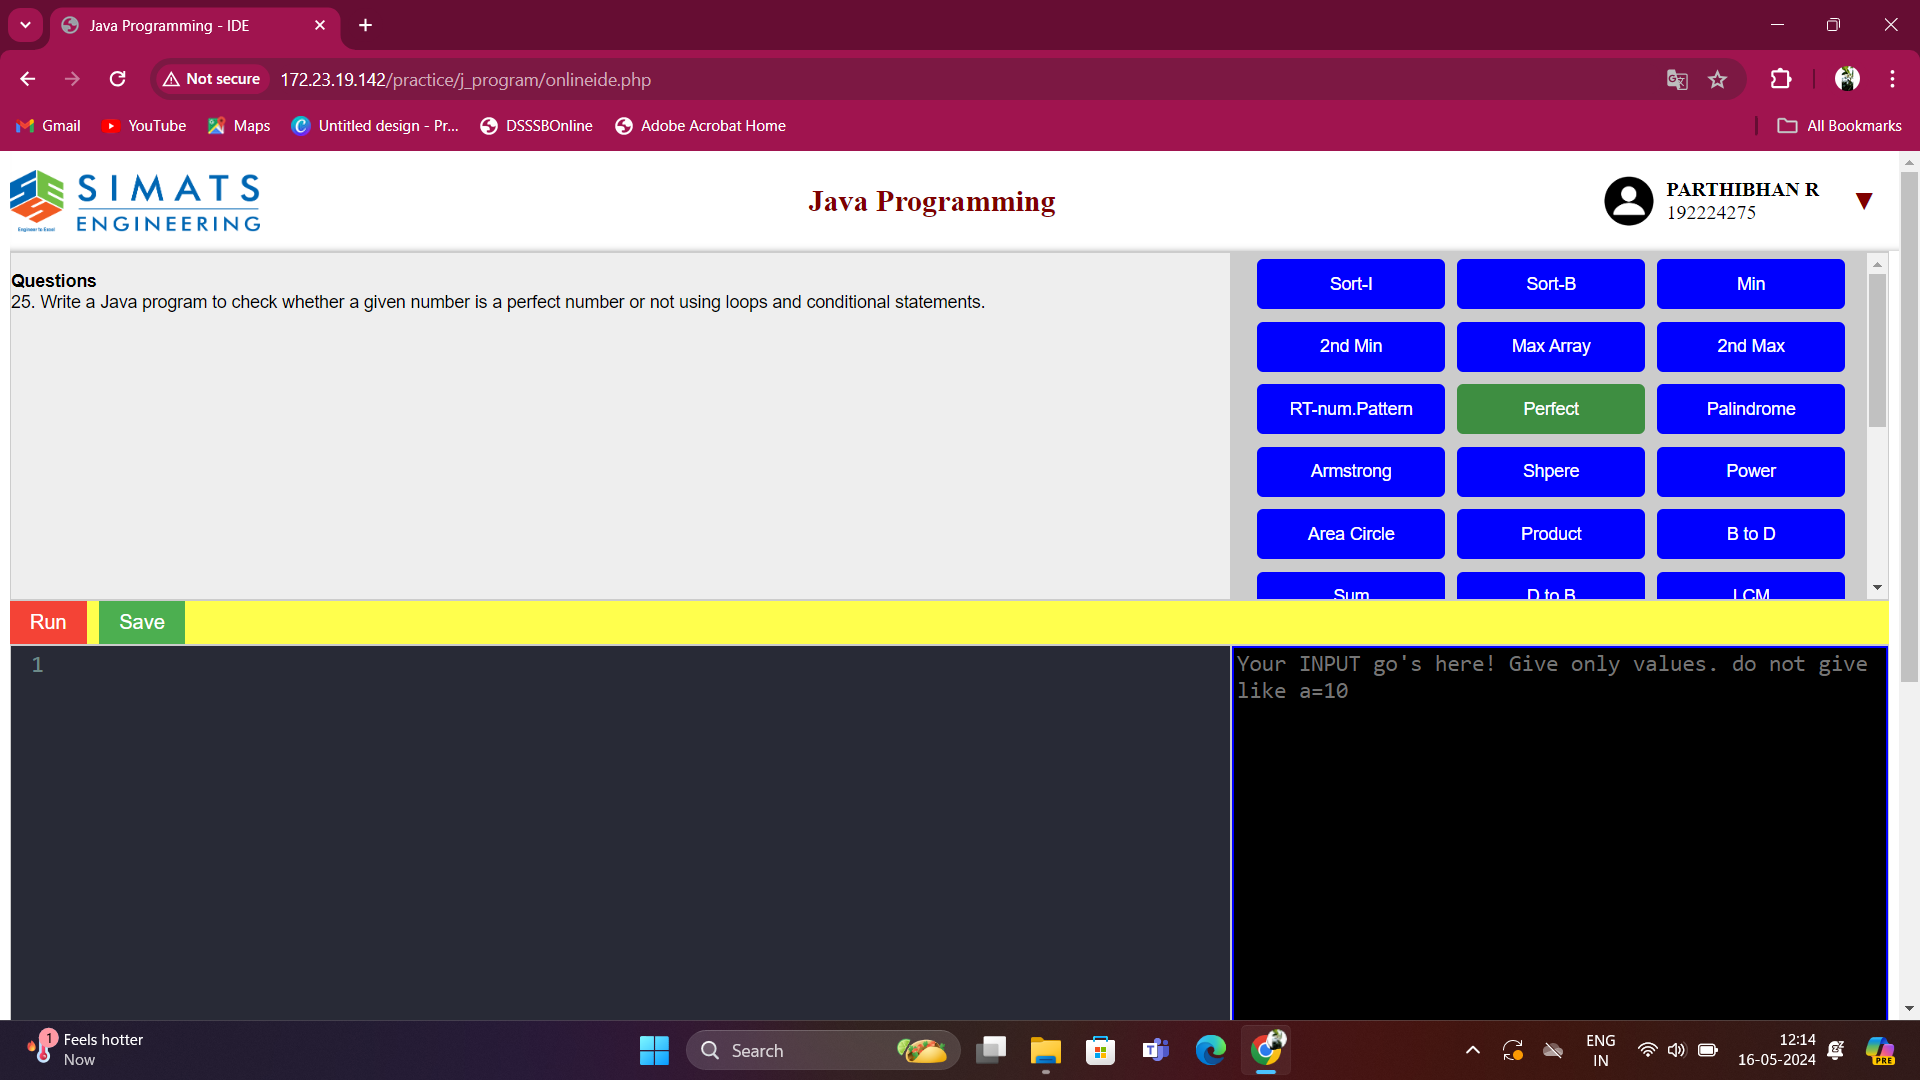 Java Programming - IDE
Not secure
172.23.19.142/practice/j_program/onlineide.php
Gmail
YouTube
Maps
Untitled design - Pr...
DSSSBOnline
Adobe Acrobat Home
All Bookmarks
SIMATS
ENGINEERING
Engineer to Excel
Java Programming
PARTHIBHAN R
192224275
Questions
25. Write a Java program to check whether a given number is a perfect number or not using loops and conditional statements.
Sort-I
Sort-B
Min
2nd Min
Max Array
2nd Max
RT-num.Pattern
Perfect
Palindrome
Armstrong
Shpere
Power
Area Circle
Product
B to D
Sum
D to B
LCM
Run
Save
1
Your INPUT go's here! Give only values. do not give
like a=10
1
Feels hotter
Now
Search
ENG
IN
12:14
16-05-2024
PRE